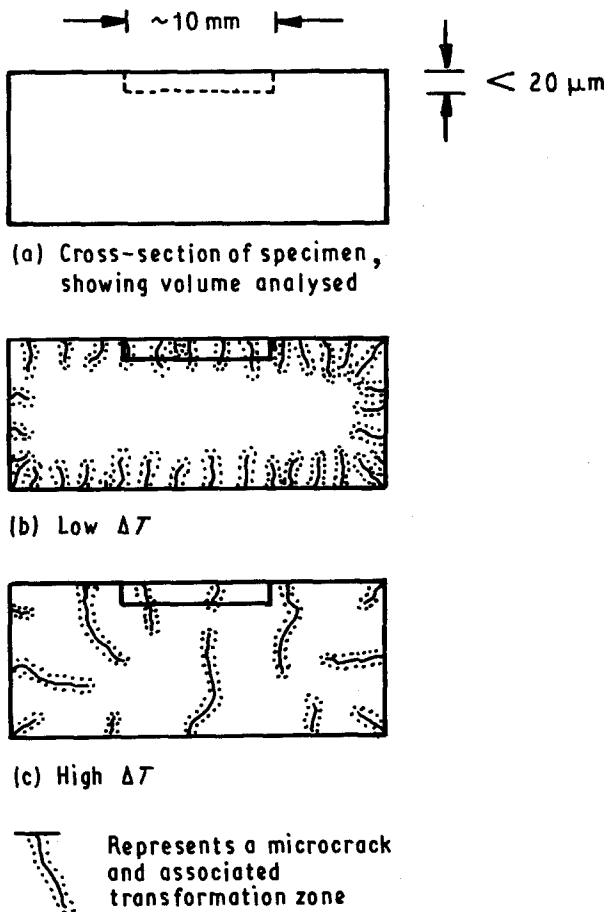 ~10 mm
< 20 μm
(a) Cross-section of specimen,
showing volume analysed
(b) Low ΔT
(c) High ΔT
Represents a microcrack
and associated
transformation zone